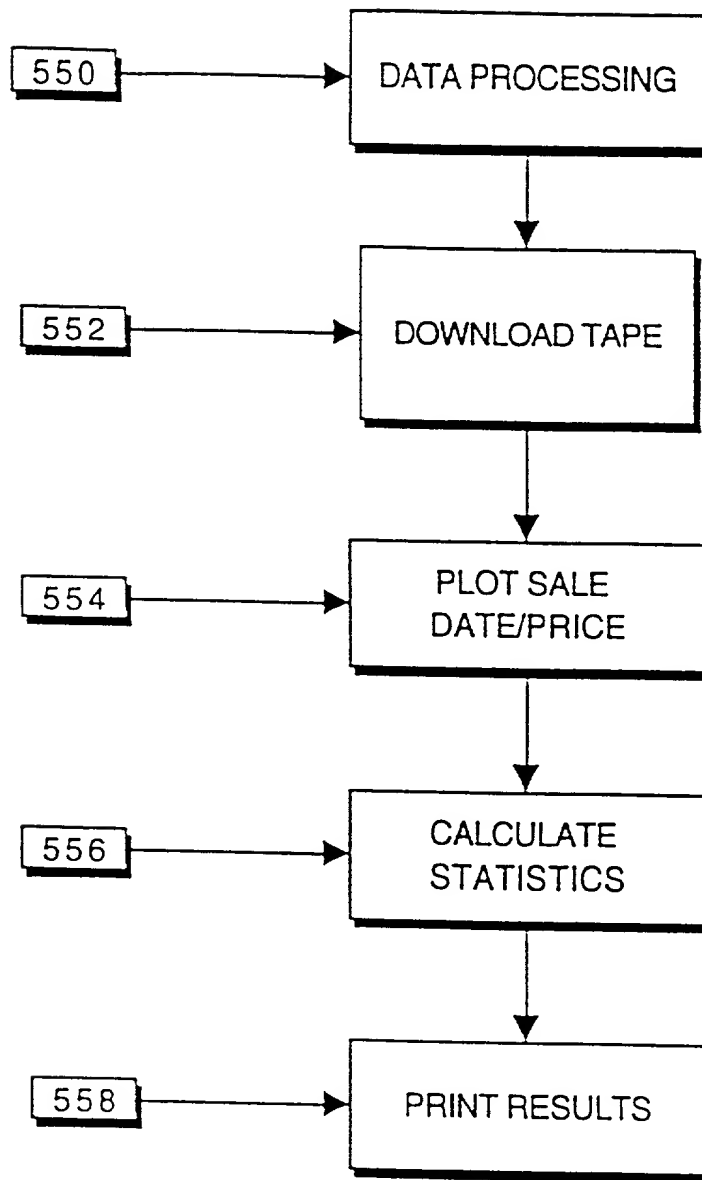 550
DATA PROCESSING
552
DOWNLOAD TAPE
554
PLOT SALE
DATE/PRICE
556
CALCULATE
STATISTICS
558
PRINT RESULTS